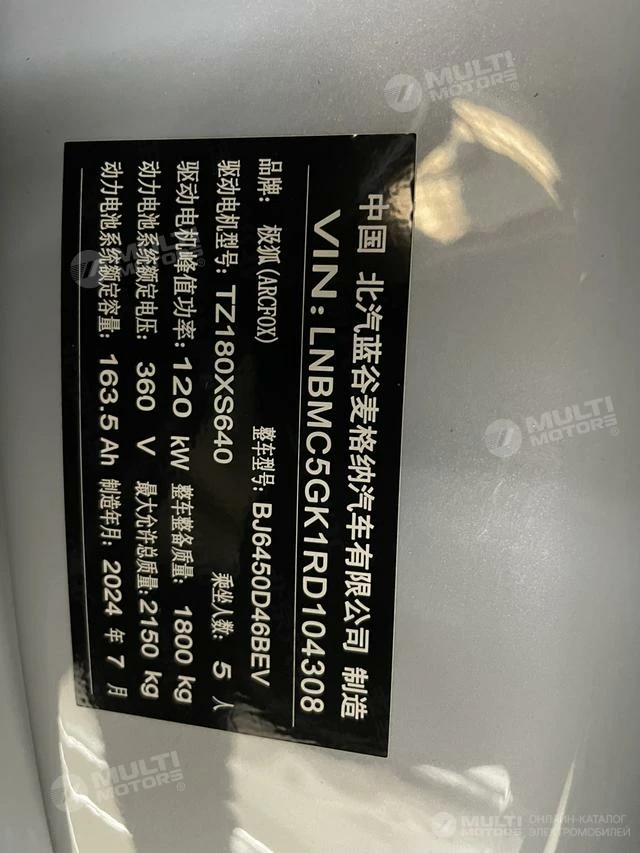 中国 北汽蓝谷麦格纳汽车有限公司 制造
VIN:LNBMC5GK1RD104308
品牌: 极狐(ARCFOX) 整车型号: BJ6450D46BEV
驱动电机型号: TZ180XS640 乘坐人数: 5 人
驱动电机峰值功率: 120 kW 整车整备质量: 1800 kg
动力电池系统额定电压: 360 V 最大允许总质量: 2150 kg
动力电池系统额定容量: 163.5 Ah 制造年月: 2024 年 7 月
MULTI MOTORS®
MULTI MOTORS®
MULTI MOTORS®
MULTI MOTORS®
MULTI MOTORS® ОНЛАЙН-КАТАЛОГ ЭЛЕКТРОМОБИЛЕЙ